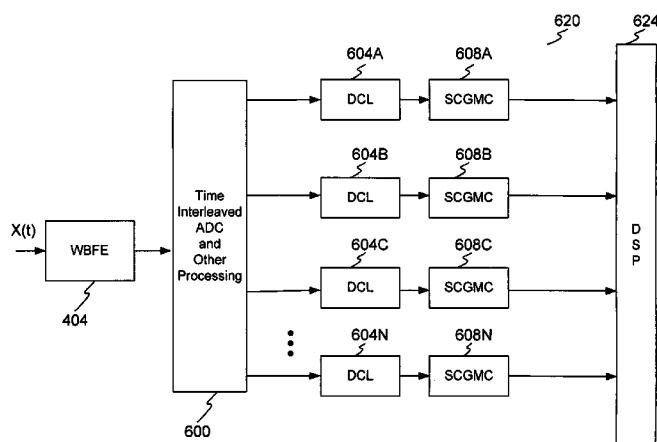 620
624
604A
608A
DCL
SCGMC
604B
608B
DCL
SCGMC
Time
Interleaved
ADC
and
Other
Processing
X(t)
WBFE
404
604C
608C
DCL
SCGMC
D
S
P
604N
608N
DCL
SCGMC
600